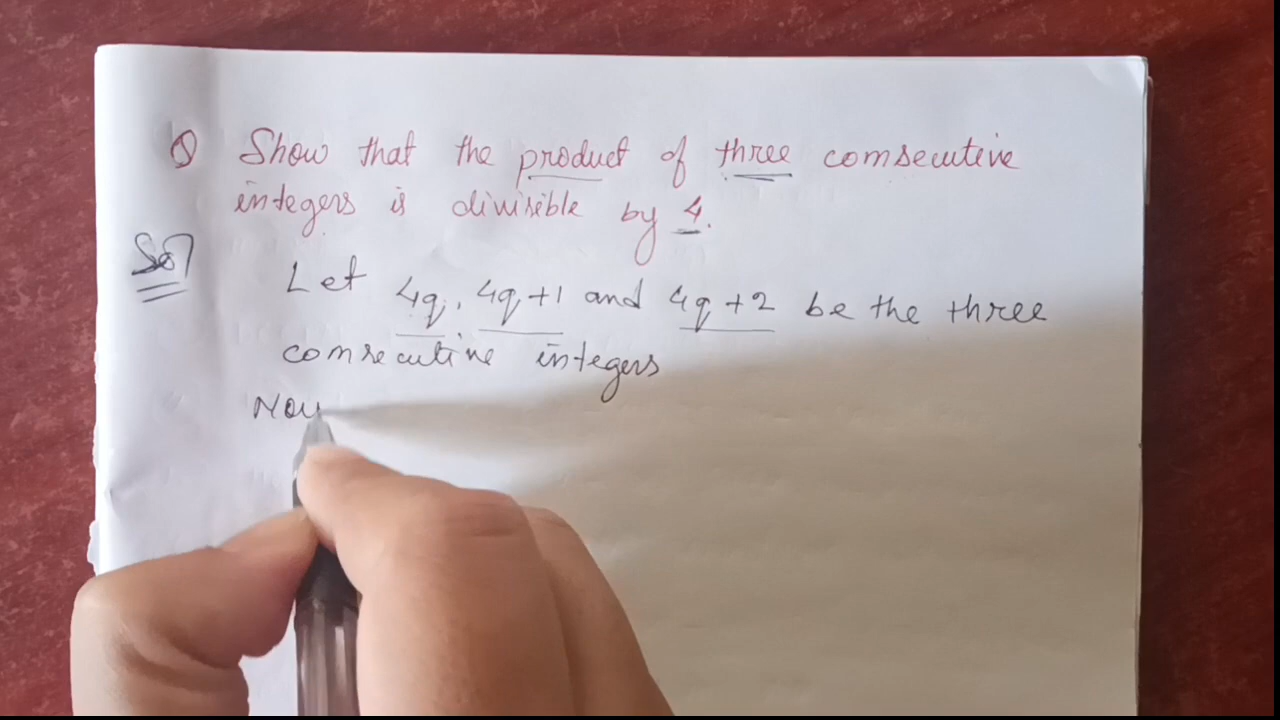 Q Show that the product of three comsecutive
integers is divisible by 4.
Sol
Let 4q, 4q+1 and 4q+2 be the three
comsecutive integers
Now